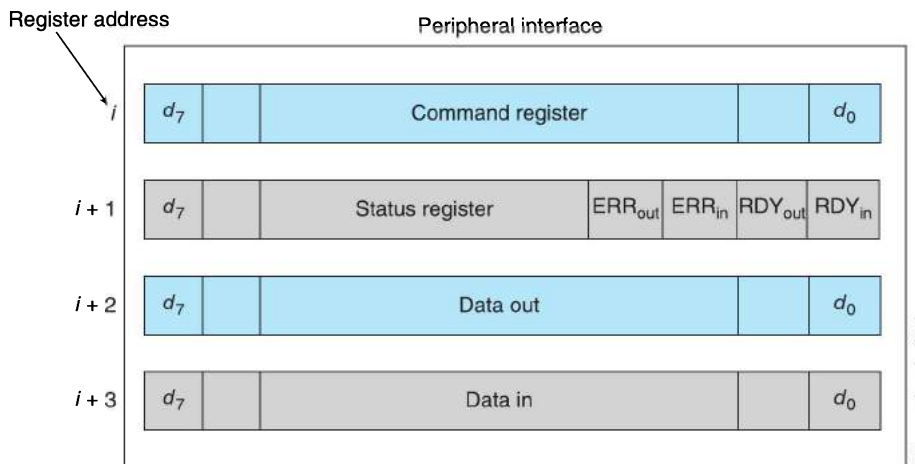 Register address
Peripheral interface
i d₇ Command register d₀
i + 1 d₇ Status register ERRout ERRin RDYout RDYin
i + 2 d₇ Data out d₀
i + 3 d₇ Data in d₀